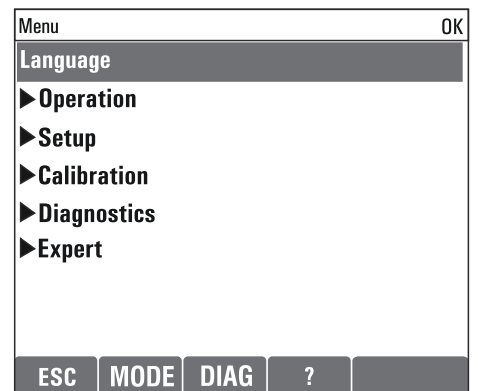 Menu OK
Language
▶Operation
▶Setup
▶Calibration
▶Diagnostics
▶Expert
ESC MODE DIAG ?